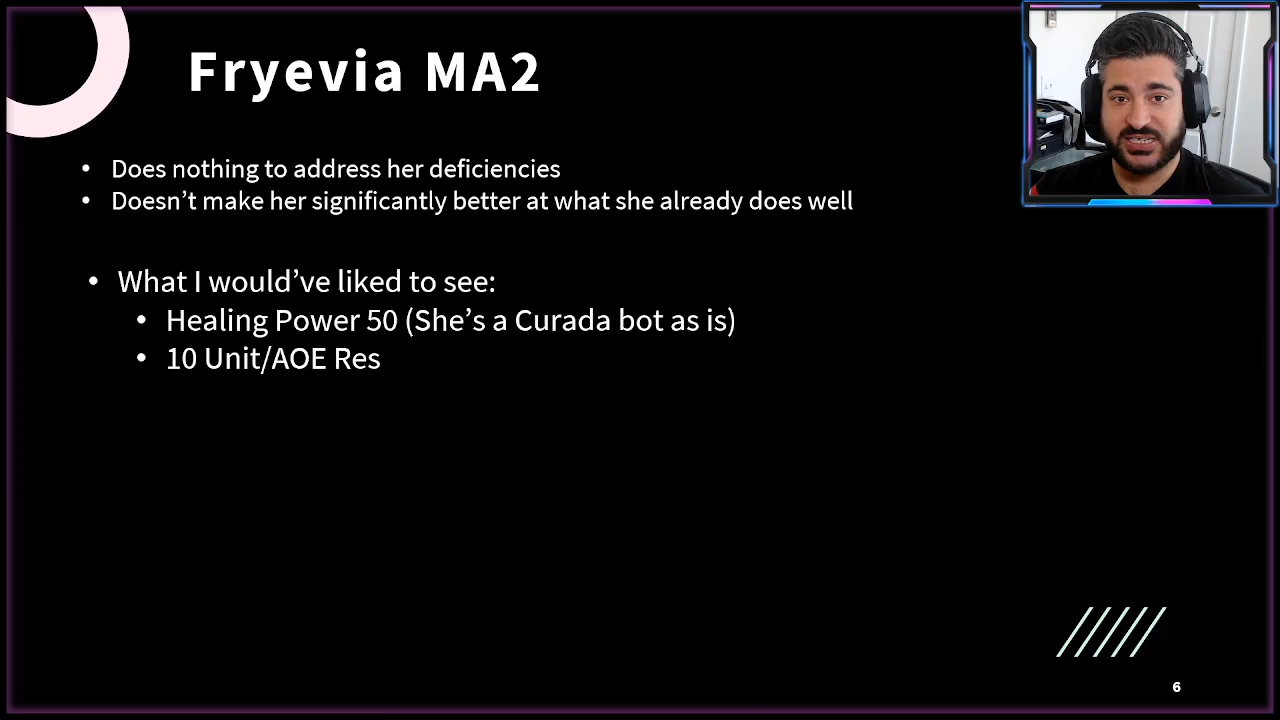 Fryevia MA2
• Does nothing to address her deficiencies
• Doesn’t make her significantly better at what she already does well
• What I would’ve liked to see:
• Healing Power 50 (She’s a Curada bot as is)
• 10 Unit/AOE Res
6